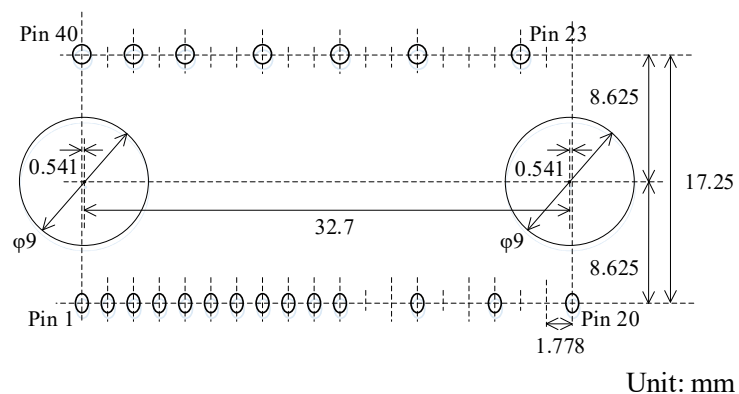 Pin 40
Pin 23
8.625
0.541
0.541
17.25
32.7
φ9
φ9
8.625
Pin 1
Pin 20
1.778
Unit: mm